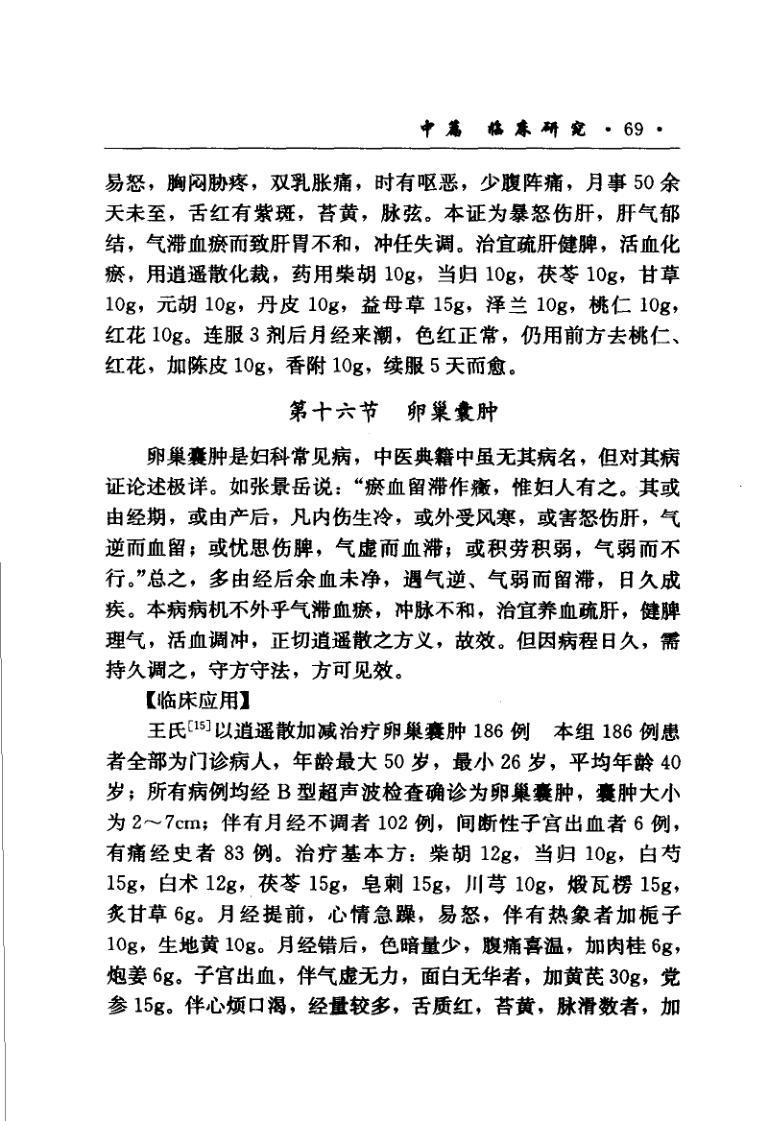 中篇 临床研究 · 69 ·
易怒，胸闷胁疼，双乳胀痛，时有呕恶，少腹阵痛，月事 50 余
天未至，舌红有紫斑，苔黄，脉弦。本证为暴怒伤肝，肝气郁
结，气滞血瘀而致肝胃不和，冲任失调。治宜疏肝健脾，活血化
瘀，用逍遥散化裁，药用柴胡 10g，当归 10g，茯苓 10g，甘草
10g，元胡 10g，丹皮 10g，益母草 15g，泽兰 10g，桃仁 10g，
红花 10g。连服 3 剂后月经来潮，色红正常，仍用前方去桃仁、
红花，加陈皮 10g，香附 10g，续服 5 天而愈。
第十六节 卵巢囊肿
卵巢囊肿是妇科常见病，中医典籍中虽无其病名，但对其病
证论述极详。如张景岳说：“瘀血留滞作癥，惟妇人有之。其或
由经期，或由产后，凡内伤生冷，或外受风寒，或害怒伤肝，气
逆而血留；或忧思伤脾，气虚而血滞；或积劳积弱，气弱而不
行。”总之，多由经后余血未净，遇气逆、气弱而留滞，日久成
疾。本病病机不外乎气滞血瘀，冲脉不和，治宜养血疏肝，健脾
理气，活血调冲，正切逍遥散之方义，故效。但因病程日久，需
持久调之，守方守法，方可见效。
【临床应用】
王氏[15]以逍遥散加减治疗卵巢囊肿 186 例 本组 186 例患
者全部为门诊病人，年龄最大 50 岁，最小 26 岁，平均年龄 40
岁；所有病例均经 B 型超声波检查确诊为卵巢囊肿，囊肿大小
为 2～7cm；伴有月经不调者 102 例，间断性子宫出血者 6 例，
有痛经史者 83 例。治疗基本方：柴胡 12g，当归 10g，白芍
15g，白术 12g，茯苓 15g，皂刺 15g，川芎 10g，煅瓦楞 15g，
炙甘草 6g。月经提前，心情急躁，易怒，伴有热象者加栀子
10g，生地黄 10g。月经错后，色暗量少，腹痛喜温，加肉桂 6g，
炮姜 6g。子宫出血，伴气虚无力，面白无华者，加黄芪 30g，党
参 15g。伴心烦口渴，经量较多，舌质红，苔黄，脉滑数者，加